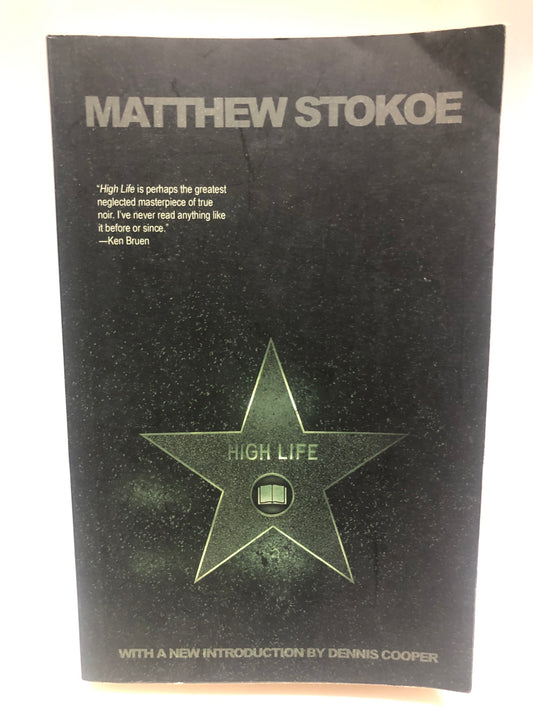 MATTHEW STOKOE
“High Life is perhaps the greatest
neglected masterpiece of true
noir. I’ve never read anything like
it before or since.”
—Ken Bruen
HIGH LIFE
WITH A NEW INTRODUCTION BY DENNIS COOPER